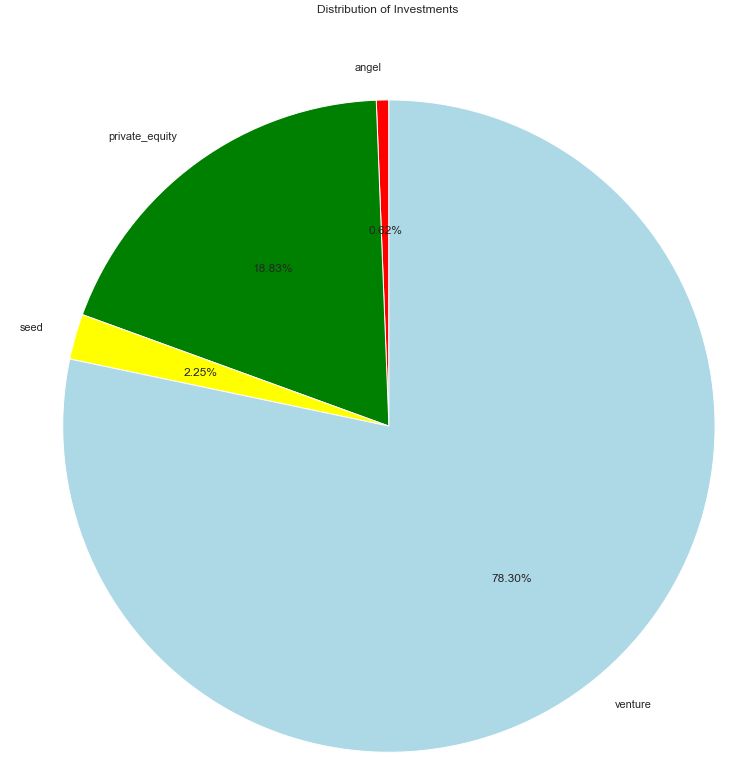 Distribution of Investments
angel
private_equity
0.62%
18.83%
seed
2.25%
78.30%
venture